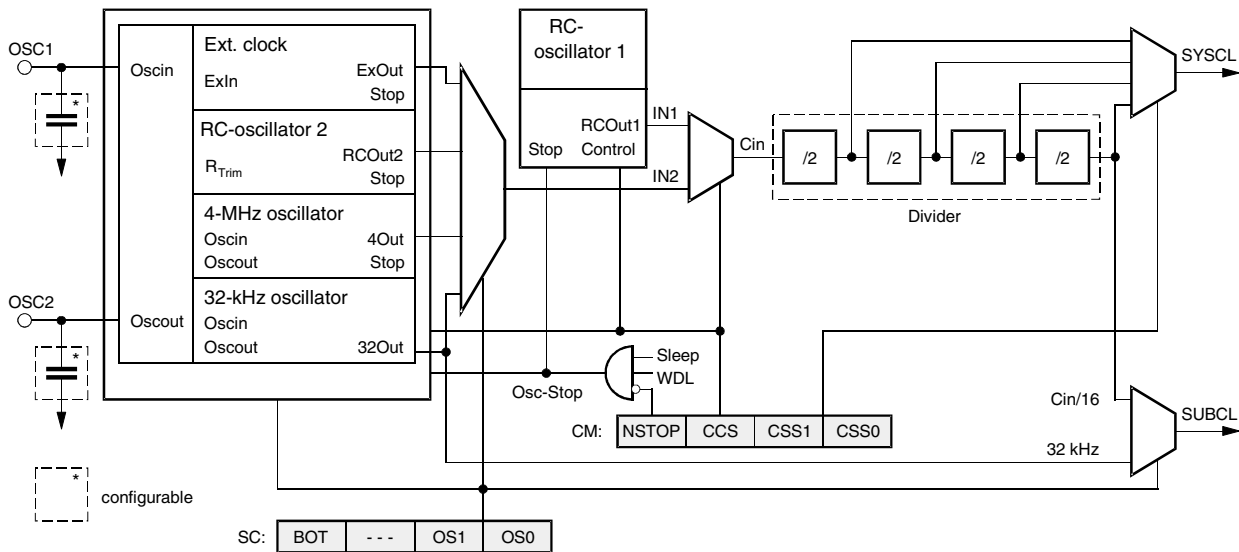 OSC1
*
OSC2
*
*
configurable
Oscin
Oscout
Ext. clock
ExIn
ExOut
Stop
RC-oscillator 2
RTrim
RCOut2
Stop
4-MHz oscillator
Oscin
4Out
Oscout
Stop
32-kHz oscillator
Oscin
Oscout
32Out
RC-
oscillator 1
RCOut1
Stop
Control
IN1
IN2
Cin
/2
/2
/2
/2
Divider
SYSCL
Sleep
WDL
Osc-Stop
CM: NSTOP CCS CSS1 CSS0
Cin/16
32 kHz
SUBCL
SC: BOT - - - OS1 OS0